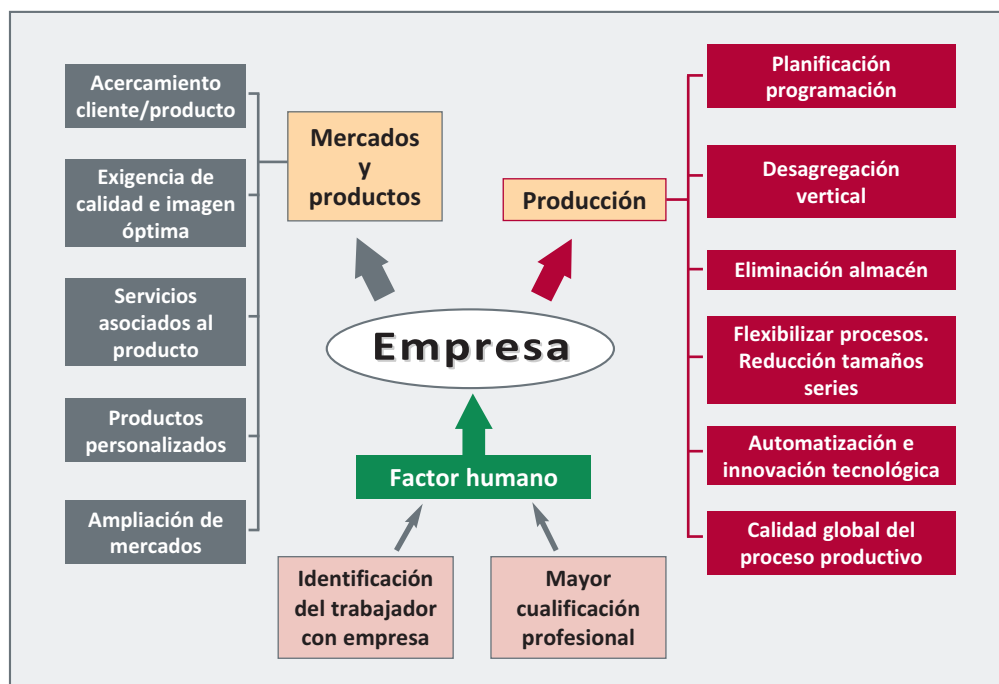 Acercamiento
cliente/producto
Exigencia de
calidad e imagen
óptima
Servicios
asociados al
producto
Productos
personalizados
Ampliación de
mercados
Mercados
y
productos
Producción
Empresa
Factor humano
Identificación
del trabajador
con empresa
Mayor
cualificación
profesional
Planificación
programación
Desagregación
vertical
Eliminación almacén
Flexibilizar procesos.
Reducción tamaños
series
Automatización e
innovación tecnológica
Calidad global del
proceso productivo